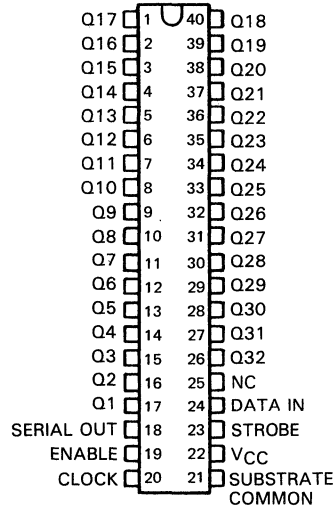 Q17 1 40 Q18
Q16 2 39 Q19
Q15 3 38 Q20
Q14 4 37 Q21
Q13 5 36 Q22
Q12 6 35 Q23
Q11 7 34 Q24
Q10 8 33 Q25
Q9 9 32 Q26
Q8 10 31 Q27
Q7 11 30 Q28
Q6 12 29 Q29
Q5 13 28 Q30
Q4 14 27 Q31
Q3 15 26 Q32
Q2 16 25 NC
Q1 17 24 DATA IN
SERIAL OUT 18 23 STROBE
ENABLE 19 22 VCC
CLOCK 20 21 SUBSTRATE
COMMON